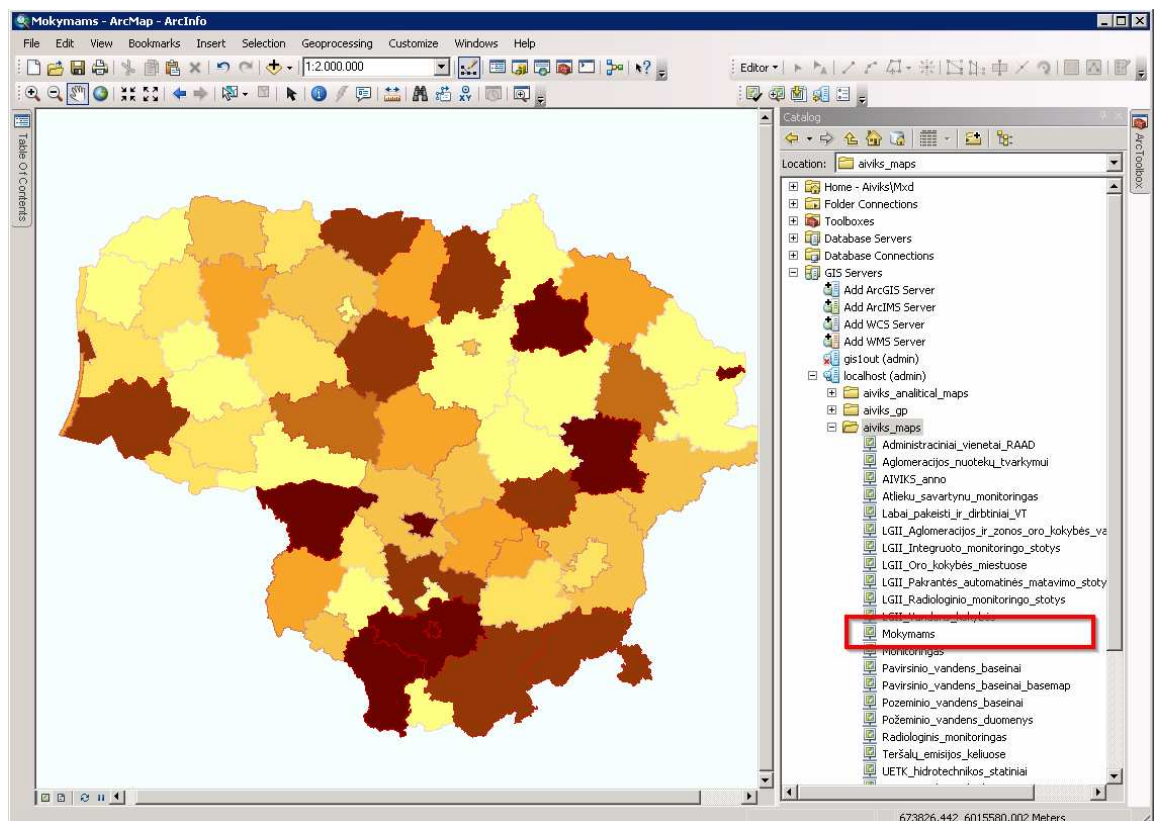 Mokymams - ArcMap - ArcInfo
File Edit View Bookmarks Insert Selection Geoprocessing Customize Windows Help
1:2.000.000
Editor
Table Of Contents
Catalog
ArcToolbox
Location: aiviks_maps
Home - Aiviks\Mxd
Folder Connections
Toolboxes
Database Servers
Database Connections
GIS Servers
Add ArcGIS Server
Add ArcIMS Server
Add WCS Server
Add WMS Server
gis1out (admin)
localhost (admin)
aiviks_analitical_maps
aiviks_gp
aiviks_maps
Administraciniai_vienetai_RAAD
Aglomeracijos_nuotekų_tvarkymui
AIVIKS_anno
Atlieku_savartynu_monitoringas
Labai_pakeisti_ir_dirbtiniai_VT
LGII_Aglomeracijos_ir_zonos_oro_kokybės_va
LGII_Integruoto_monitoringo_stotys
LGII_Oro_kokybės_miestuose
LGII_Pakrantės_automatinės_matavimo_stoty
LGII_Radiologinio_monitoringo_stotys
LGII_Vandens_kokybės
Mokymams
Monitoringas
Pavirsinio_vandens_baseinai
Pavirsinio_vandens_baseinai_basemap
Pozeminio_vandens_baseinai
Požeminio_vandens_duomenys
Radiologinis_monitoringas
Teršalų_emisijos_keliuose
UETK_hidrotechnikos_statiniai
673826,442 6015580,002 Meters